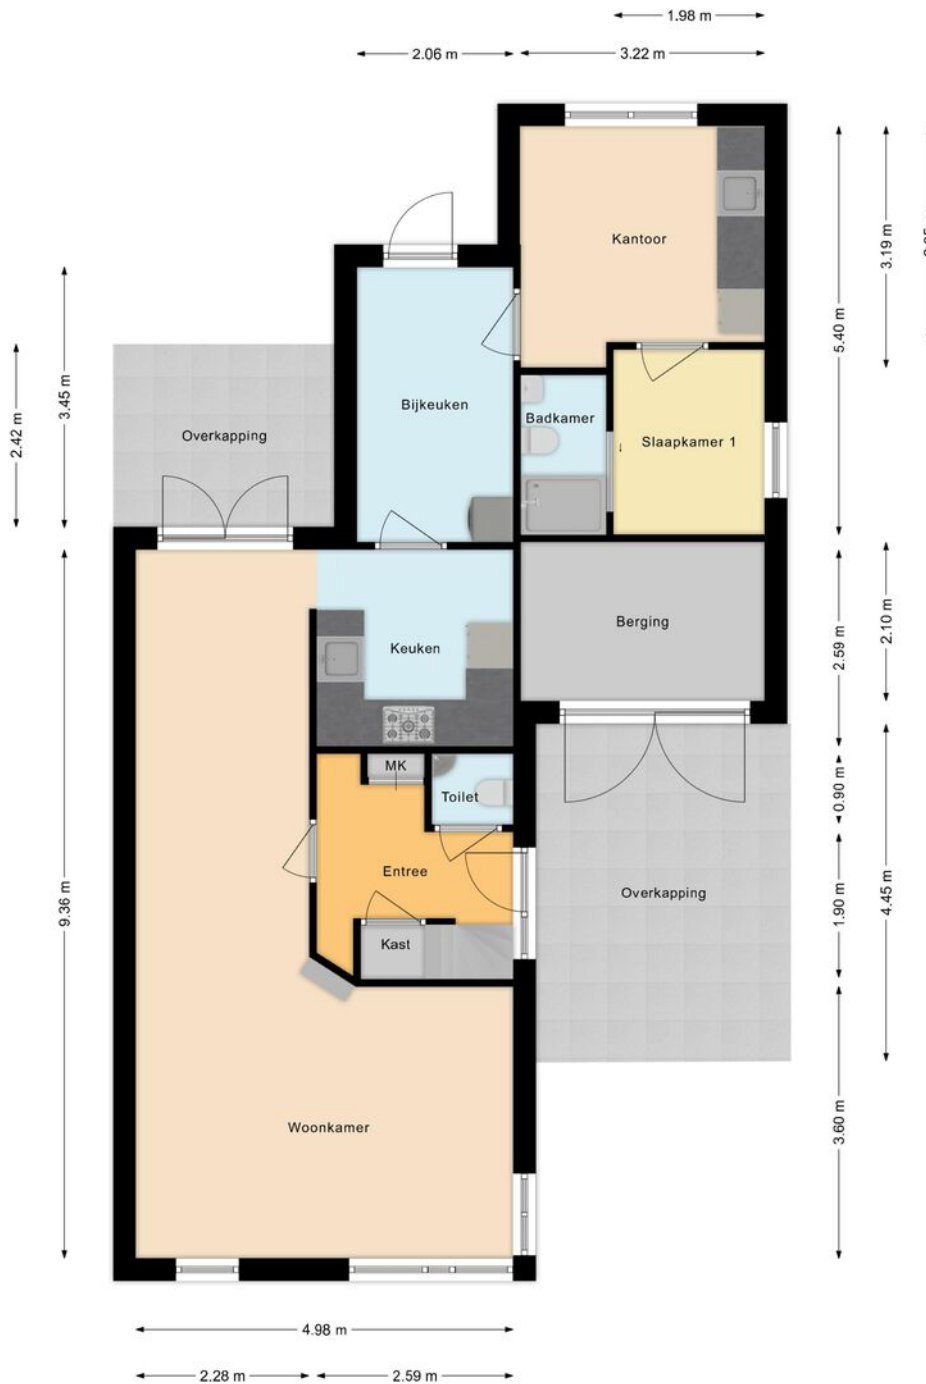 1.98 m
2.06 m
3.22 m
Kantoor
3.19 m
5.40 m
3.45 m
2.42 m
Bijkeuken
Badkamer
Overkapping
Slaapkamer 1
Berging
Keuken
2.59 m
2.10 m
MK
Toilet
0.90 m
Entree
Overkapping
9.36 m
1.90 m
4.45 m
Kast
Woonkamer
3.60 m
4.98 m
2.28 m
2.59 m